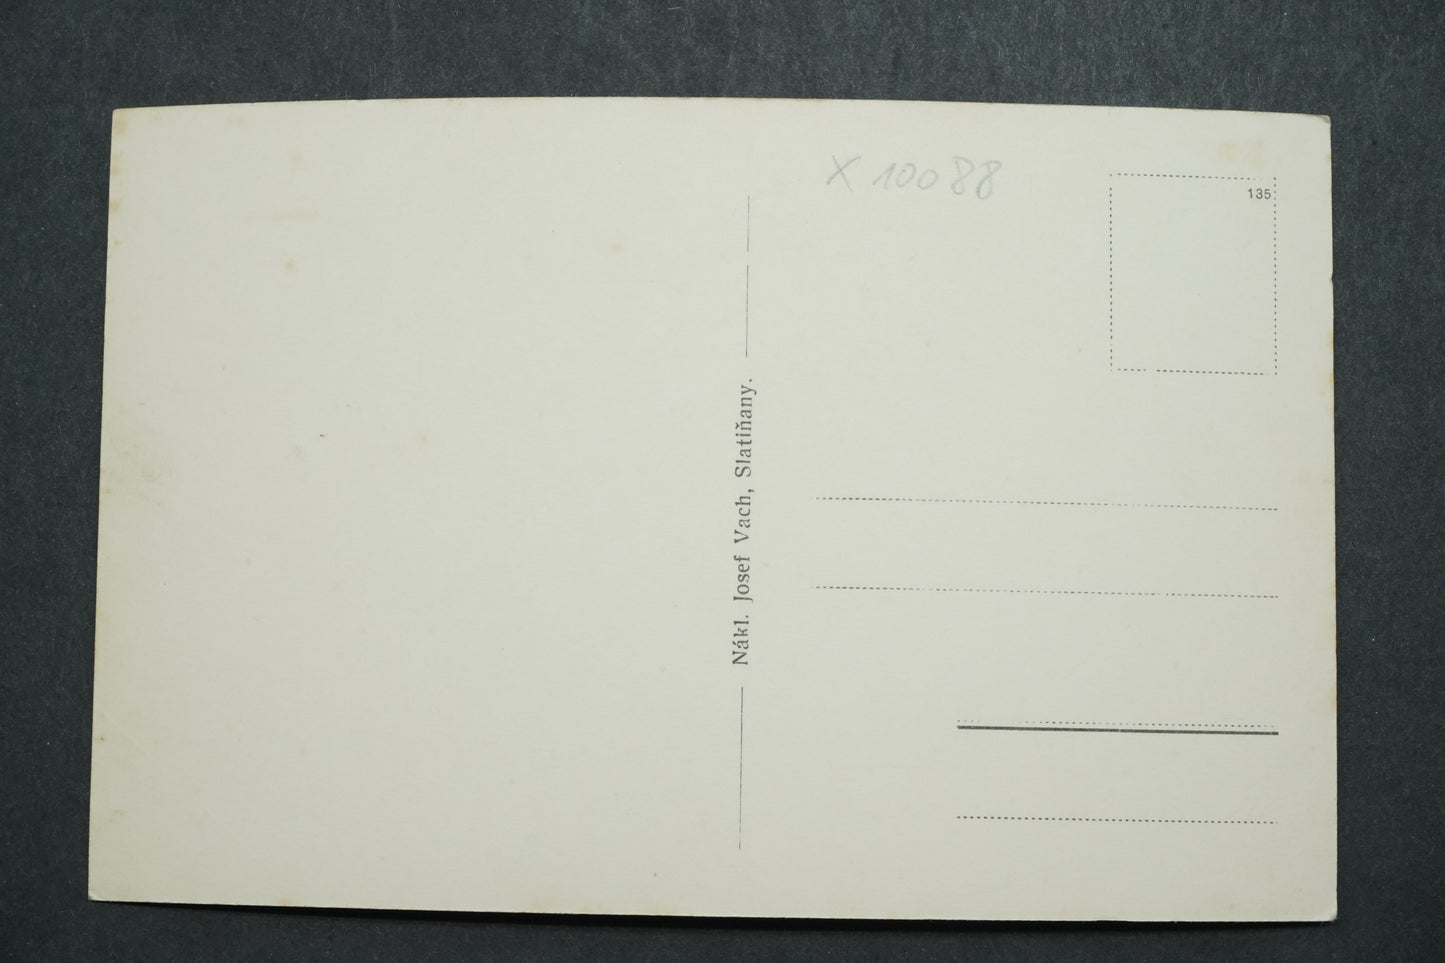 X 10088
135
Nákl. Josef Vach, Slatiňany.